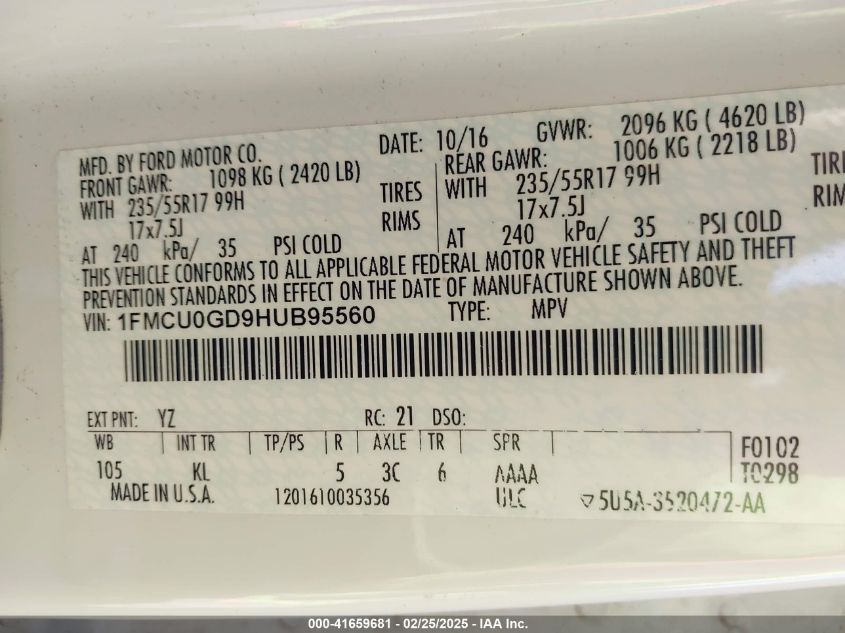 MFD. BY FORD MOTOR CO. DATE: 10/16 GVWR: 2096 KG ( 4620 LB)
FRONT GAWR: 1098 KG ( 2420 LB) REAR GAWR: 1006 KG ( 2218 LB)
WITH 235/55R17 99H TIRES WITH 235/55R17 99H TIRE
17x7.5J RIMS 17x7.5J RIM
AT 240 kPa/ 35 PSI COLD AT 240 kPa/ 35 PSI COLD
THIS VEHICLE CONFORMS TO ALL APPLICABLE FEDERAL MOTOR VEHICLE SAFETY AND THEFT
PREVENTION STANDARDS IN EFFECT ON THE DATE OF MANUFACTURE SHOWN ABOVE.
VIN: 1FMCU0GD9HUB95560 TYPE: MPV
EXT PNT: YZ RC: 21 DSO:
WB INT TR TP/PS R AXLE TR SPR F0102
105 KL 5 3C 6 AAAA T0298
MADE IN U.S.A. 1201610035356 ULC 5U5A-3520472-AA
000-41659681 - 02/25/2025 - IAA Inc.